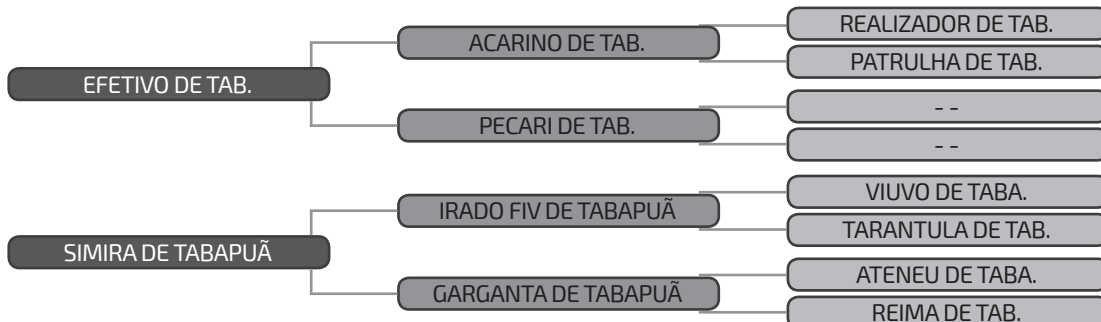 EFETIVO DE TAB.
ACARINO DE TAB.
REALIZADOR DE TAB.
PATRULHA DE TAB.
PECARI DE TAB.
- -
- -
SIMIRA DE TABAPUÃ
IRADO FIV DE TABAPUÃ
VIUVO DE TABA.
TARANTULA DE TAB.
GARGANTA DE TABAPUÃ
ATENEU DE TABA.
REIMA DE TAB.